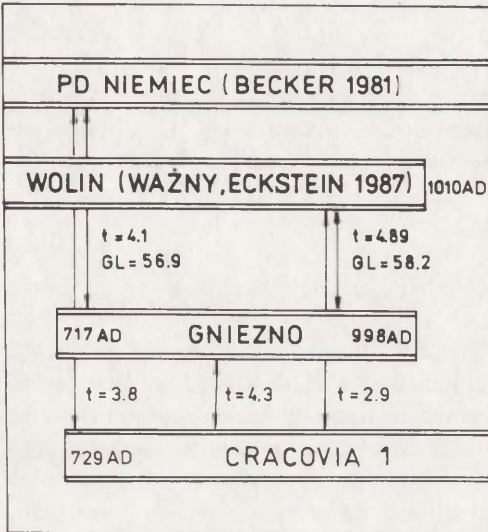 PD NIEMIEC (BECKER 1981)
WOLIN (WAŻNY, ECKSTEIN 1987) 1010AD
t=4.1 t=4.89
GL=56.9 GL=58.2
717AD GNIEZNO 998AD
t=3.8 t=4.3 t=2.9
729AD CRACOVIA 1